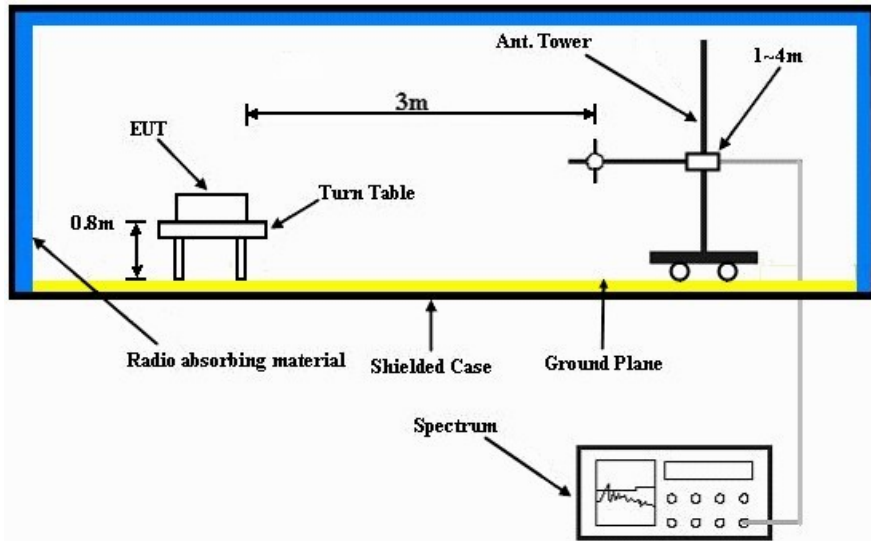 Ant. Tower
1~4m
3m
EUT
Turn Table
0.8m
Radio absorbing material
Shielded Case
Ground Plane
Spectrum